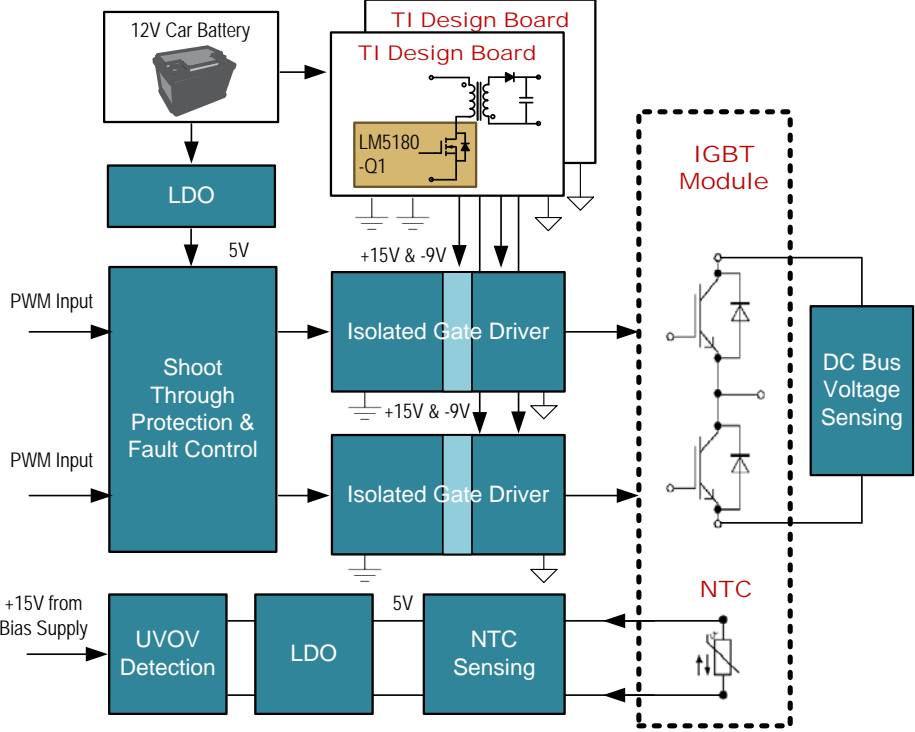 12V Car Battery
TI Design Board
TI Design Board
LM5180
-Q1
IGBT
Module
LDO
5V
+15V & -9V
PWM Input
Isolated Gate Driver
Shoot
Through
Protection &
Fault Control
DC Bus
Voltage
Sensing
+15V & -9V
PWM Input
Isolated Gate Driver
NTC
+15V from
Bias Supply
UVOV
Detection
LDO
5V
NTC
Sensing